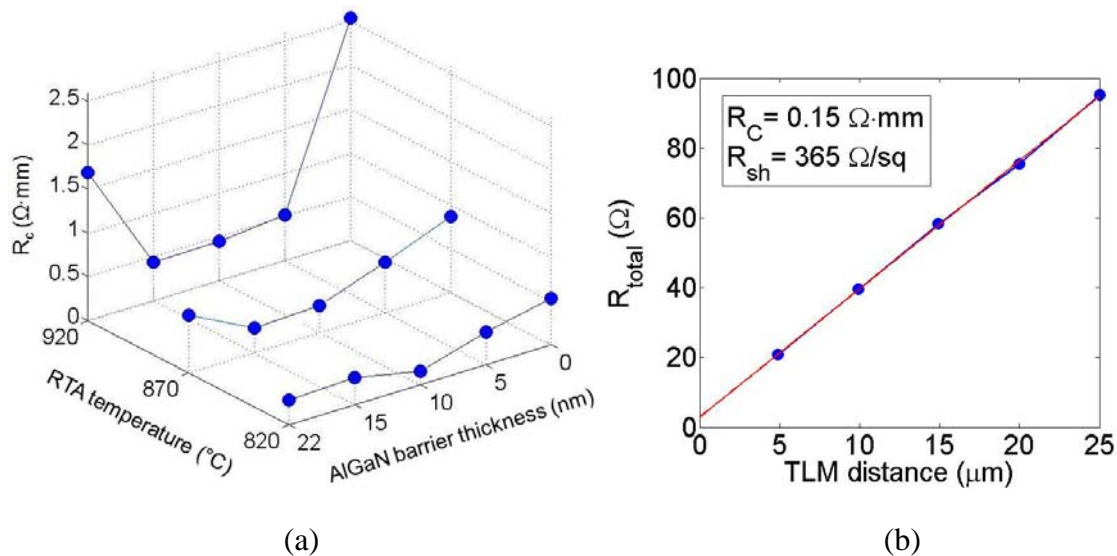 2.5
2
1.5
1
0.5
0
R_c (Ω·mm)
920
870
820
RTA temperature (°C)
22
15
10
5
0
AlGaN barrier thickness (nm)
(a)
100
80
60
40
20
0
R_total (Ω)
R_C = 0.15 Ω·mm
R_sh = 365 Ω/sq
0 5 10 15 20 25
TLM distance (μm)
(b)